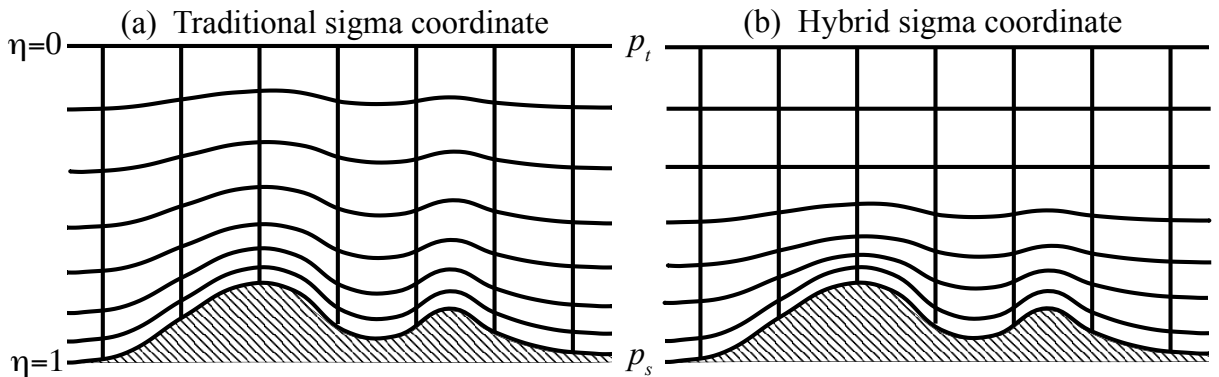 (a) Traditional sigma coordinate
(b) Hybrid sigma coordinate
η=0
p_t
η=1
p_s